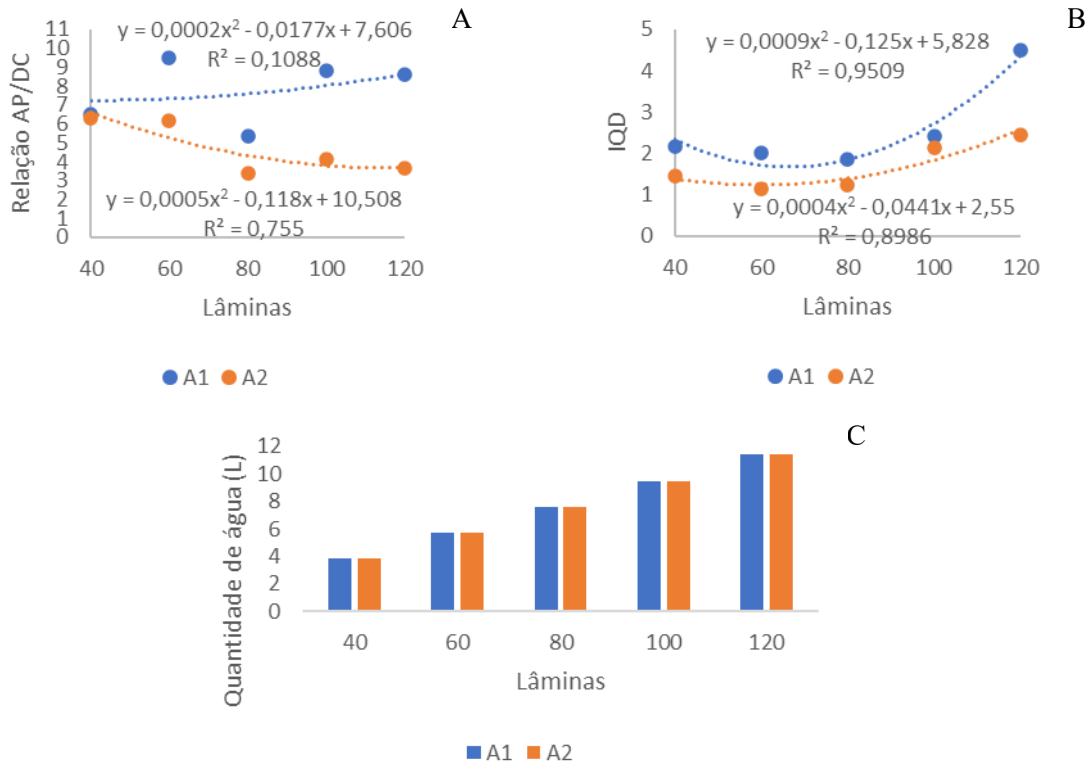 A
y = 0,0002x² - 0,0177x + 7,606
R² = 0,1088
Relação AP/DC
11
10
9
8
7
6
5
4
3
2
1
0
y = 0,0005x² - 0,118x + 10,508
R² = 0,755
40 60 80 100 120
Lâminas
A1 A2
B
y = 0,0009x² - 0,125x + 5,828
R² = 0,9509
IQD
5
4
3
2
1
0
y = 0,0004x² - 0,0441x + 2,55
R² = 0,8986
40 60 80 100 120
Lâminas
A1 A2
C
Quantidade de água (L)
12
10
8
6
4
2
0
40 60 80 100 120
Lâminas
A1 A2